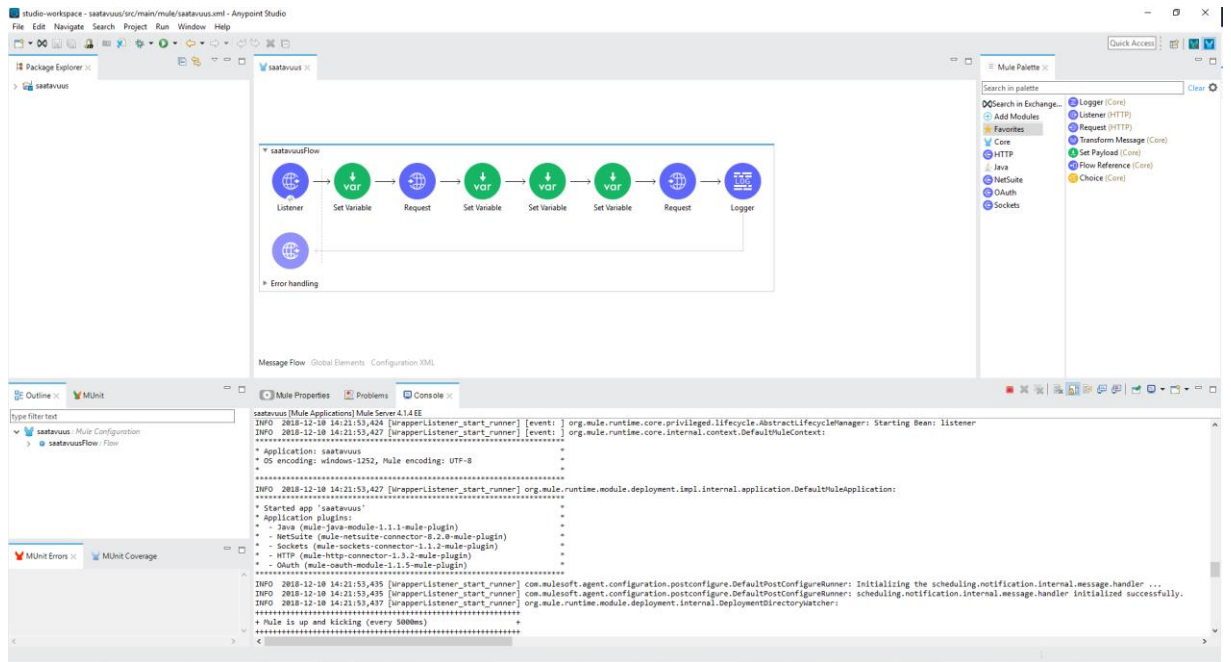 studio-workspace - saatavuus/src/main/mule/saatavuus.xml - Anypoint Studio
File Edit Navigate Search Project Run Window Help
Quick Access
Package Explorer
saatavuus
saatavuus
saatavuusFlow
Listener
Set Variable
Request
Set Variable
Set Variable
Set Variable
Request
Logger
var
var
var
var
LOG
Error handling
Message Flow Global Elements Configuration XML
Mule Palette
Search in palette
Clear
Search in Exchange...
Add Modules
Favorites
Core
HTTP
Java
NetSuite
OAuth
Sockets
Logger (Core)
Listener (HTTP)
Request (HTTP)
Transform Message (Core)
Set Payload (Core)
Flow Reference (Core)
Choice (Core)
Outline MUnit
type filter text
saatavuus : Mule Configuration
saatavuusFlow : Flow
MUnit Errors MUnit Coverage
Mule Properties Problems Console
saatavuus [Mule Applications] Mule Server 4.1.4 EE
INFO 2018-12-10 14:21:53,424 [WrapperListener_start_runner] [event: ] org.mule.runtime.core.privileged.lifecycle.AbstractLifecycleManager: Starting Bean: listener
INFO 2018-12-10 14:21:53,427 [WrapperListener_start_runner] [event: ] org.mule.runtime.core.internal.context.DefaultMuleContext:
**********************************************************************
* Application: saatavuus *
* OS encoding: windows-1252, Mule encoding: UTF-8 *
* *
**********************************************************************
INFO 2018-12-10 14:21:53,427 [WrapperListener_start_runner] org.mule.runtime.module.deployment.impl.internal.application.DefaultMuleApplication:
**********************************************************************
* Started app 'saatavuus' *
* Application plugins: *
* - Java (mule-java-module-1.1.1-mule-plugin) *
* - NetSuite (mule-netsuite-connector-8.2.0-mule-plugin) *
* - Sockets (mule-sockets-connector-1.1.2-mule-plugin) *
* - HTTP (mule-http-connector-1.3.2-mule-plugin) *
* - OAuth (mule-oauth-module-1.1.5-mule-plugin) *
**********************************************************************
INFO 2018-12-10 14:21:53,435 [WrapperListener_start_runner] com.mulesoft.agent.configuration.postconfigure.DefaultPostConfigureRunner: Initializing the scheduling.notification.internal.message.handler ...
INFO 2018-12-10 14:21:53,435 [WrapperListener_start_runner] com.mulesoft.agent.configuration.postconfigure.DefaultPostConfigureRunner: scheduling.notification.internal.message.handler initialized successfully.
INFO 2018-12-10 14:21:53,437 [WrapperListener_start_runner] org.mule.runtime.module.deployment.internal.DeploymentDirectoryWatcher:
++++++++++++++++++++++++++++++++++++++++++++++++++++++++++++
+ Mule is up and kicking (every 5000ms) +
++++++++++++++++++++++++++++++++++++++++++++++++++++++++++++